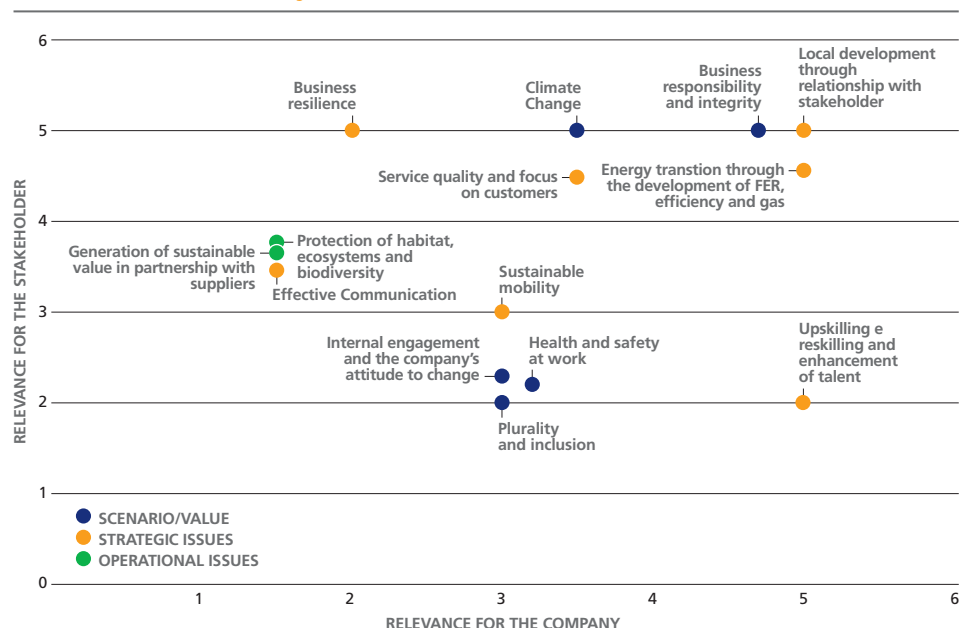 6
Local development
through
relationship with
stakeholder
Business
responsibility
and integrity
Climate
Change
Business
resilience
5
Energy transtion through
the development of FER,
efficiency and gas
Service quality and focus
on customers
4
Protection of habitat,
ecosystems and
biodiversity
Generation of sustainable
value in partnership with
suppliers
Effective Communication
Sustainable
mobility
3
Internal engagement
and the company's
attitude to change
Health and safety
at work
Upskilling e
reskilling and
enhancement
of talent
2
Plurality
and inclusion
1
SCENARIO/VALUE
STRATEGIC ISSUES
OPERATIONAL ISSUES
0
1 2 3 4 5 6
RELEVANCE FOR THE COMPANY
RELEVANCE FOR THE STAKEHOLDER